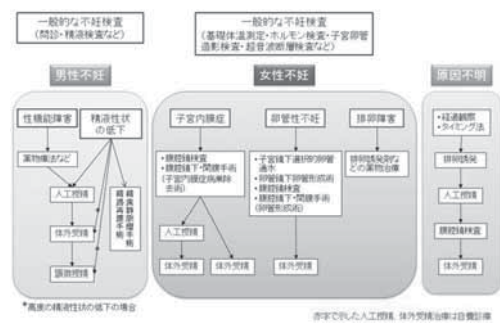 一般的な不妊検査
(問診・精液検査など)
一般的な不妊検査
(基礎体温測定・ホルモン検査・子宮卵管
造影検査・超音波断層検査など)
男性不妊
女性不妊
原因不明
性機能障害
精液性状
の低下
子宮内膜症
卵管性不妊
排卵障害
薬物療法など
人工授精
体外受精
顕微授精
・腹腔鏡検査
・腹腔鏡下・開腹手術
(子宮内膜症病巣除
去術)
人工授精
体外受精
体外受精
・子宮鏡下選択的卵管
通水
・卵管鏡下卵管形成術
・腹腔鏡検査
・腹腔鏡下・開腹手術
(卵管形成術)
体外受精
排卵誘発剤な
どの薬物治療
・経過観察
・タイミング法
排卵誘発
人工授精
腹腔鏡検査
体外受精
*高度の精液性状の低下の場合
赤字で示した人工授精、体外受精治療は自費診療